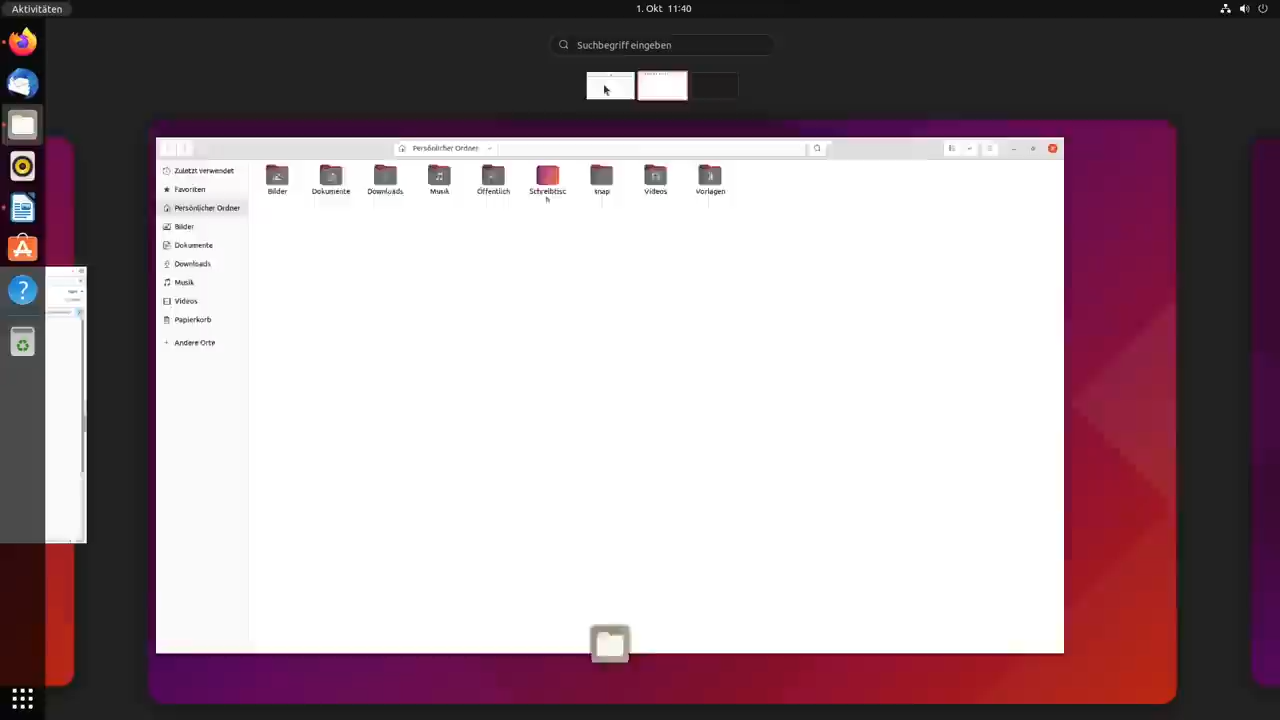 Aktivitäten
1. Okt 11:40
Suchbegriff eingeben
Persönlicher Ordner
Zuletzt verwendet
Favoriten
Persönlicher Ordner
Bilder
Dokumente
Downloads
Musik
Videos
Papierkorb
Andere Orte
Bilder
Dokumente
Downloads
Musik
Öffentlich
Schreibtisc
h
snap
Videos
Vorlagen